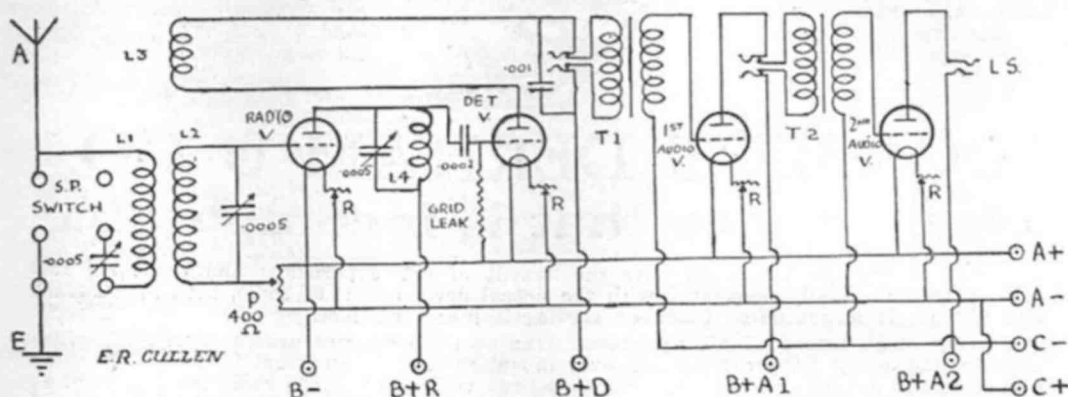 A
L3
.001
L S.
RADIO
V
DET
V.
L1
L2
T1
T2
1ST
AUDIO
V.
2ND
AUDIO
V.
.0005
L4
.0002
S.P.
SWITCH
R
GRID
LEAK
R
R
R
.0005
.0005
A+
P
400
Ω
A-
E
E.R. CULLEN
C-
B-
B+R
B+D
B+A1
B+A2
C+